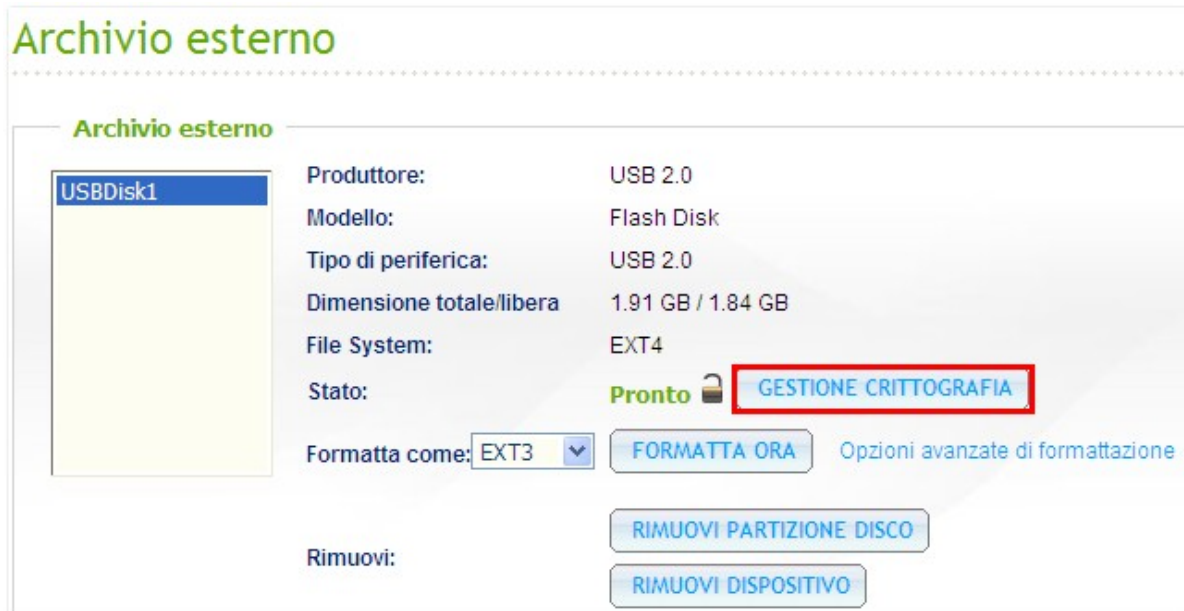 Archivio esterno
Archivio esterno
USBDisk1
Produttore: USB 2.0
Modello: Flash Disk
Tipo di periferica: USB 2.0
Dimensione totale/libera 1.91 GB / 1.84 GB
File System: EXT4
Stato: Pronto GESTIONE CRITTOGRAFIA
Formatta come: EXT3 FORMATTA ORA Opzioni avanzate di formattazione
Rimuovi: RIMUOVI PARTIZIONE DISCO
RIMUOVI DISPOSITIVO